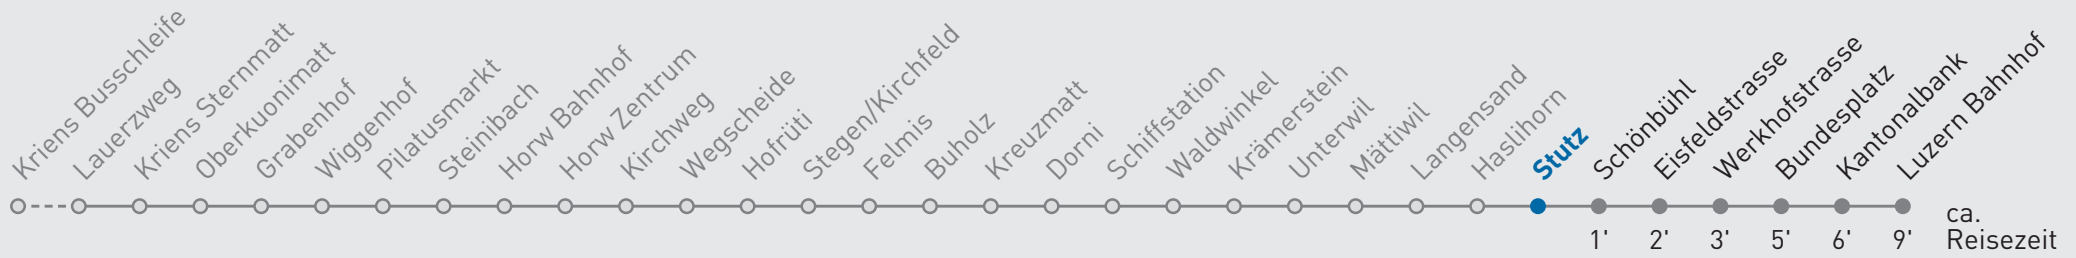 Kriens Busschleife
Lauerzweg
Kriens Sternmatt
Oberkuonimatt
Grabenhof
Wiggenhof
Pilatusmarkt
Steinibach
Horw Bahnhof
Horw Zentrum
Kirchweg
Wegscheide
Hofrüti
Stegen/Kirchfeld
Felmis
Buholz
Kreuzmatt
Dorni
Schiffstation
Waldwinkel
Krämerstein
Unterwil
Mättiwil
Langensand
Haslihorn
Stutz
Schönbühl
Eisfeldstrasse
Werkhofstrasse
Bundesplatz
Kantonalbank
Luzern Bahnhof
ca.
1' 2' 3' 5' 6' 9' Reisezeit